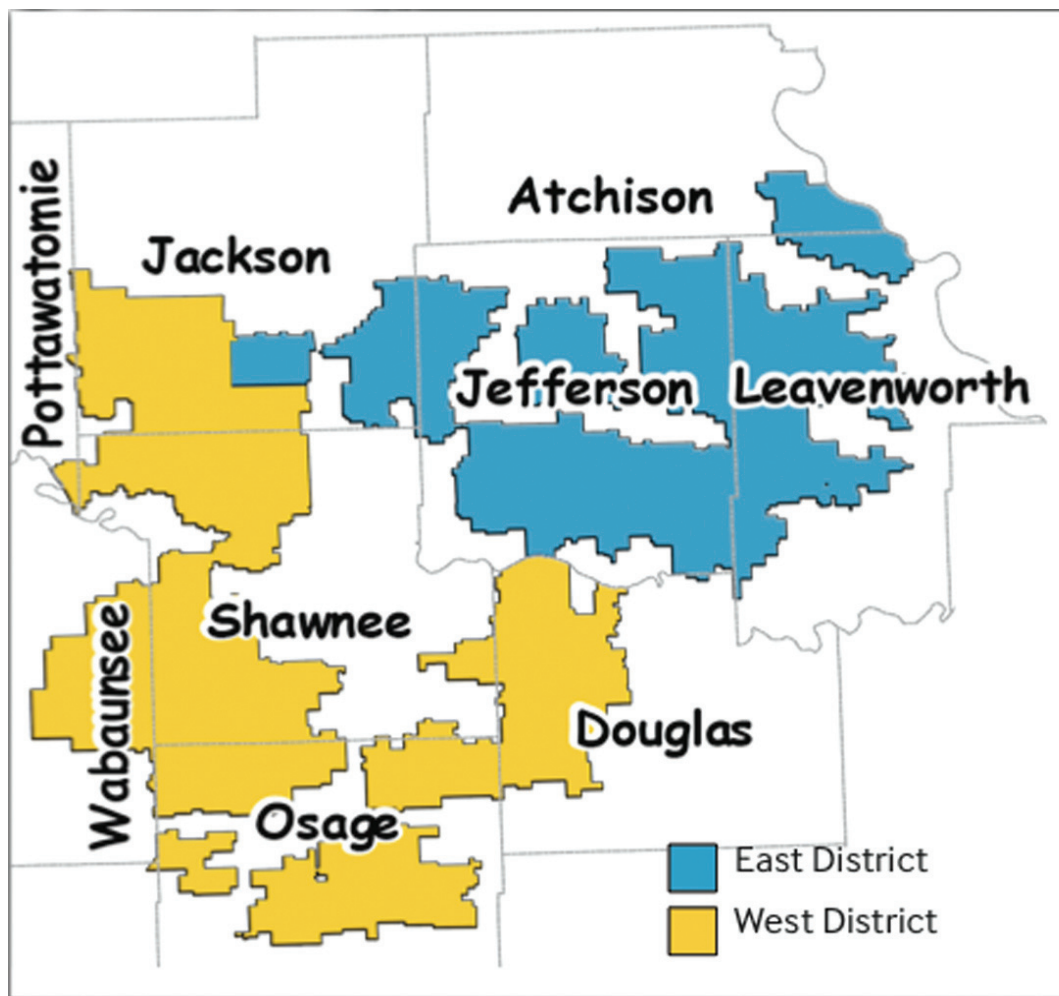 Pottawatomie
Atchison
Jackson
Jefferson
Leavenworth
Shawnee
Wabaunsee
Douglas
Osage
East District
West District